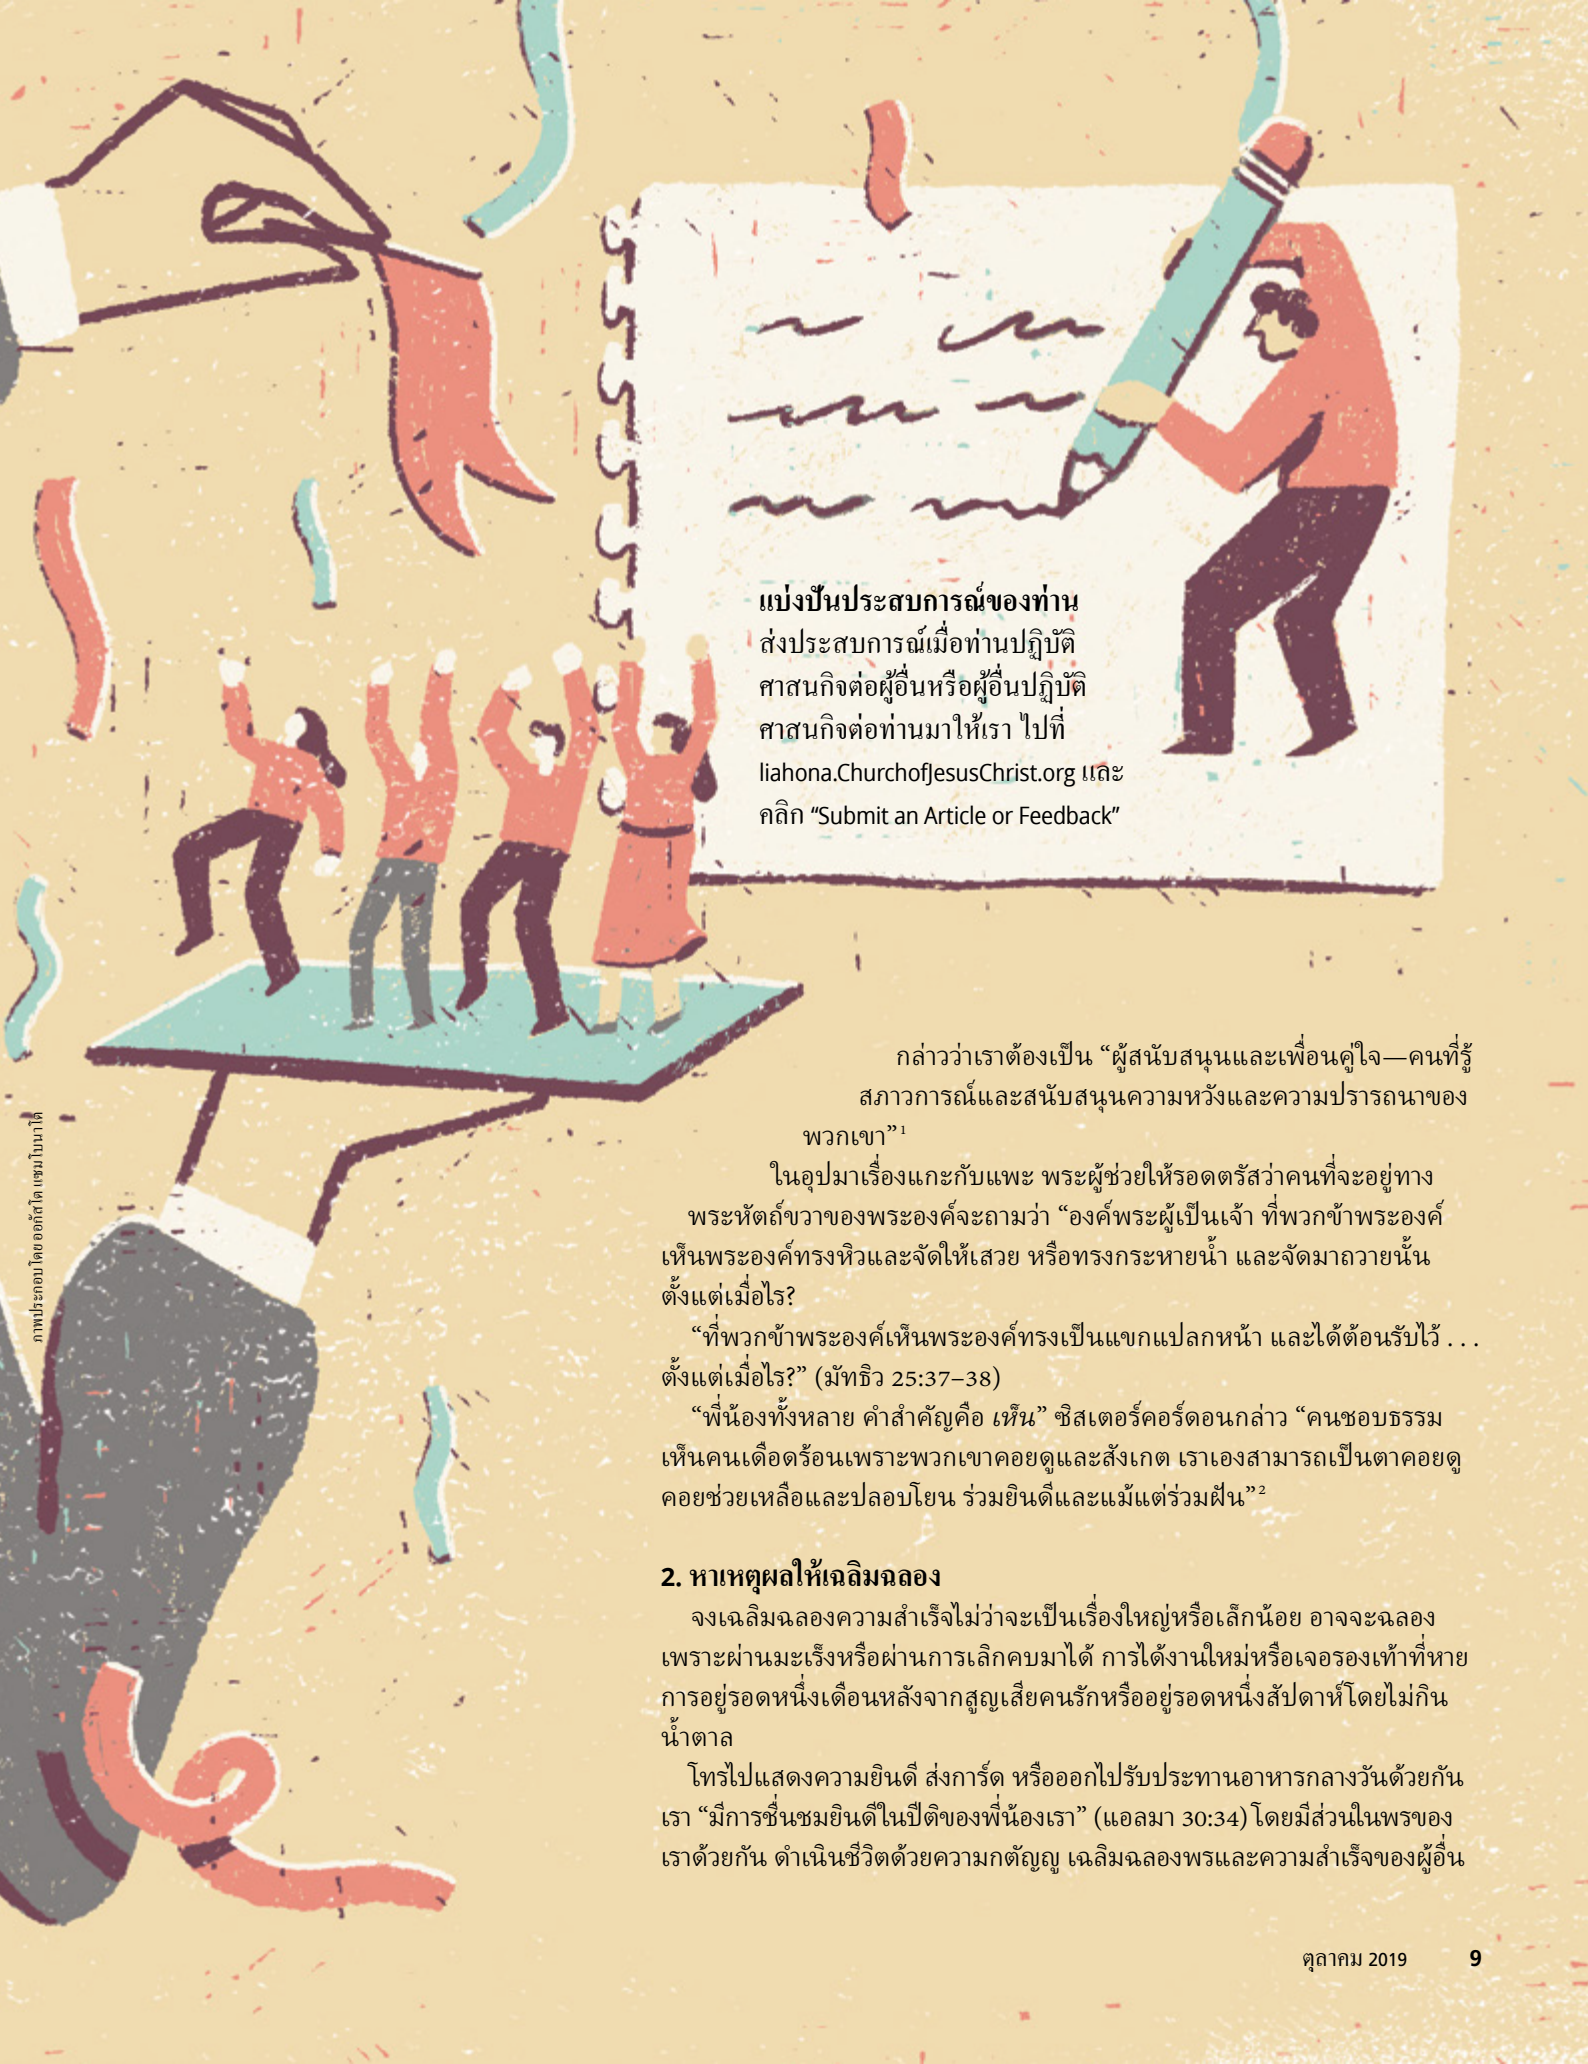 แบ่งปันประสบการณ์ของท่าน
ส่งประสบการณ์เมื่อท่านปฏิบัติ
ศาสนกิจต่อผู้อื่นหรือผู้อื่นปฏิบัติ
ศาสนกิจต่อท่านมาให้เรา ไปที่
liahona.ChurchofJesusChrist.org และ
คลิก “Submit an Article or Feedback”
กล่าวว่าเราต้องเป็น “ผู้สนับสนุนและเพื่อนคู่ใจ—คนที่รู้
สภาวการณ์และสนับสนุนความหวังและความปรารถนาของ
พวกเขา”1
ในอุปมาเรื่องแกะกับแพะ พระผู้ช่วยให้รอดตรัสว่าคนที่จะอยู่ทาง
พระหัตถ์ขวาของพระองค์จะถามว่า “องค์พระผู้เป็นเจ้า ที่พวกข้าพระองค์
เห็นพระองค์ทรงหิวและจัดให้เสวย หรือทรงกระหายน้ำ และจัดมาถวายนั้น
ตั้งแต่เมื่อไร?
“ที่พวกข้าพระองค์เห็นพระองค์ทรงเป็นแขกแปลกหน้า และได้ต้อนรับไว้ . . .
ตั้งแต่เมื่อไร?” (มัทธิว 25:37–38)
“พี่น้องทั้งหลาย คำสำคัญคือ เห็น” ซิสเตอร์คอร์ดอนกล่าว “คนชอบธรรม
เห็นคนเดือดร้อนเพราะพวกเขาคอยดูและสังเกต เราเองสามารถเป็นตาคอยดู
คอยช่วยเหลือและปลอบโยน ร่วมยินดีและแม้แต่ร่วมฝัน”2
2. หาเหตุผลให้เฉลิมฉลอง
จงเฉลิมฉลองความสำเร็จไม่ว่าจะเป็นเรื่องใหญ่หรือเล็กน้อย อาจจะฉลอง
เพราะผ่านมะเร็งหรือผ่านการเลิกคบมาได้ การได้งานใหม่หรือเจอรองเท้าที่หาย
การอยู่รอดหนึ่งเดือนหลังจากสูญเสียคนรักหรืออยู่รอดหนึ่งสัปดาห์โดยไม่กิน
น้ำตาล
โทรไปแสดงความยินดี ส่งการ์ด หรือออกไปรับประทานอาหารกลางวันด้วยกัน
เรา “มีการชื่นชมยินดีในปีติของพี่น้องเรา” (แอลมา 30:34) โดยมีส่วนในพรของ
เราด้วยกัน ดำเนินชีวิตด้วยความกตัญญู เฉลิมฉลองพรและความสำเร็จของผู้อื่น
ภาพประกอบโดย ออกัสโต แซมโบนาโต
ตุลาคม 2019 9